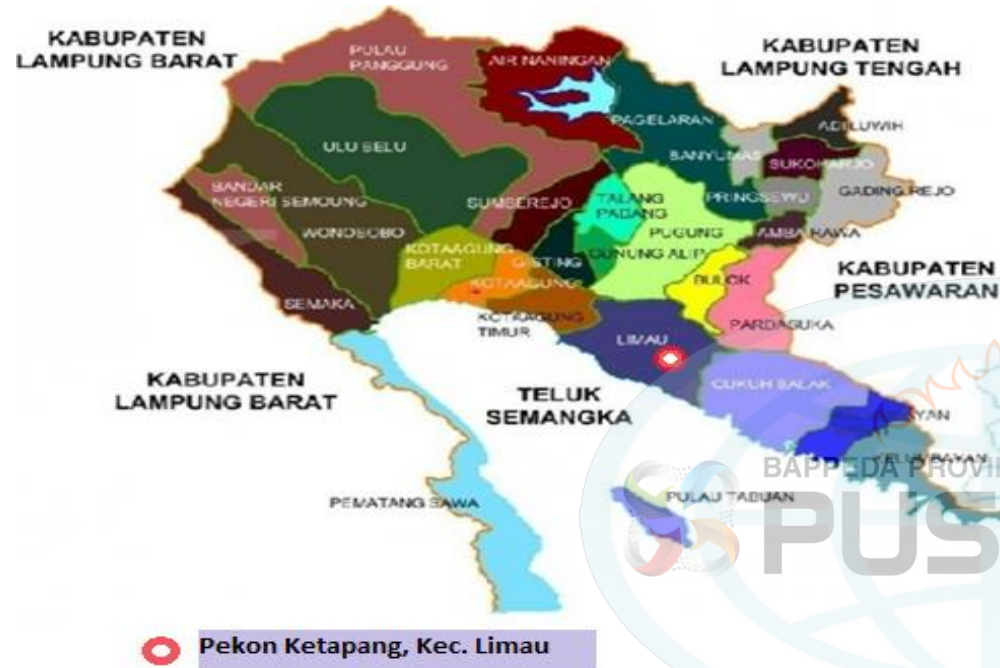 KABUPATEN
LAMPUNG BARAT
PULAU
PANGGUNG
AIR NANINGAN
KABUPATEN
LAMPUNG TENGAH
PAGELARAN
ADILUWIH
ULU BELU
BANYUMAS
SUKOHARJO
BANDAR
NEGERI SEMOUNG
SUMBEREJO
TALANG
PADANG
PRINGSEWU
GADING REJO
WONOSOBO
PUGUNG
AMBARAWA
KOTAAGUNG
BARAT
GISTING
GUNUNG ALIP
KABUPATEN
PESAWARAN
KOTAAGUNG
BULOK
SEMAKA
KOTAAGUNG
TIMUR
LIMAU
PARDASUKA
KABUPATEN
LAMPUNG BARAT
TELUK
SEMANGKA
CUKUH BALAK
YAN
KELUMBAYAN
BAPPEDA PROVIN
PEMATANG SAWA
PULAU TABUAN
PUS
Pekon Ketapang, Kec. Limau